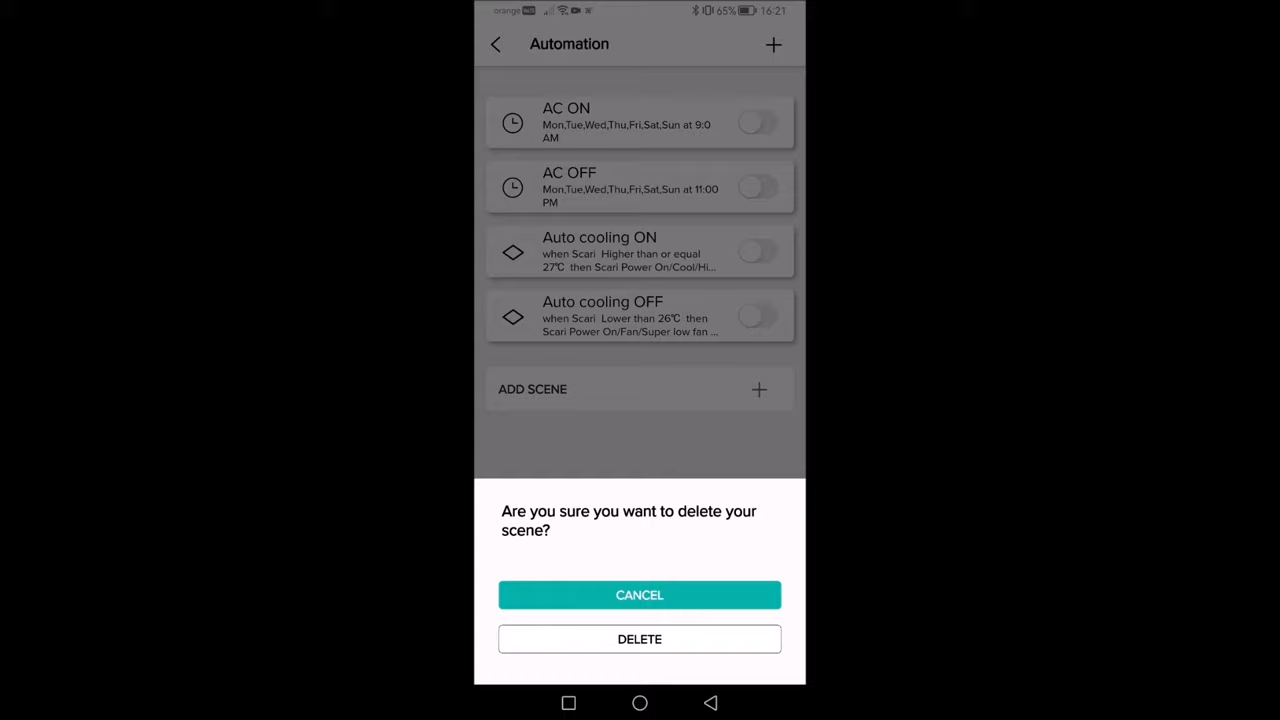 orange 65% 16:21
Automation
AC ON
Mon,Tue,Wed,Thu,Fri,Sat,Sun at 9:0
AM
AC OFF
Mon,Tue,Wed,Thu,Fri,Sat,Sun at 11:00
PM
Auto cooling ON
when Scari Higher than or equal
27℃ then Scari Power On/Cool/Hi...
Auto cooling OFF
when Scari Lower than 26℃ then
Scari Power On/Fan/Super low fan ...
ADD SCENE
Are you sure you want to delete your
scene?
CANCEL
DELETE